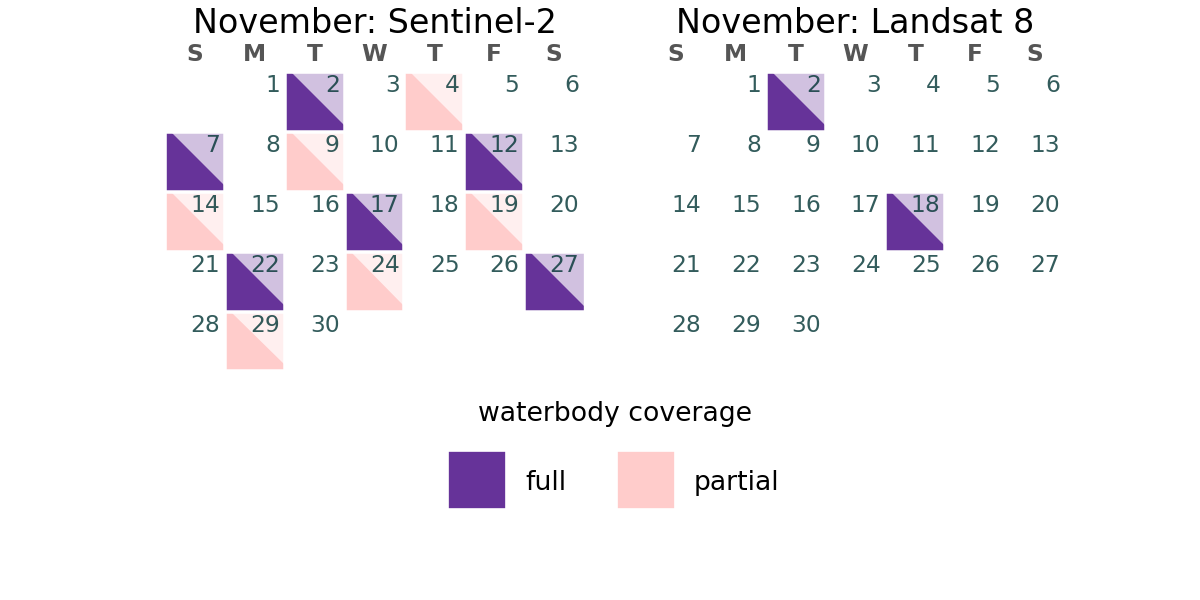 November: Sentinel-2
S M T W T F S
1 2 3 4 5 6
7 8 9 10 11 12 13
14 15 16 17 18 19 20
21 22 23 24 25 26 27
28 29 30
November: Landsat 8
S M T W T F S
1 2 3 4 5 6
7 8 9 10 11 12 13
14 15 16 17 18 19 20
21 22 23 24 25 26 27
28 29 30
waterbody coverage
full partial